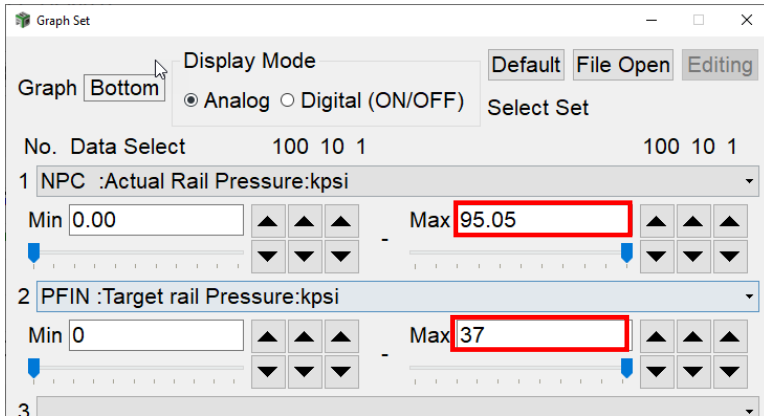 Graph Set
Display Mode
Default File Open Editing
Graph Bottom
Analog Digital (ON/OFF)
Select Set
No. Data Select 100 10 1 100 10 1
1 NPC :Actual Rail Pressure:kpsi
Min 0.00 - Max 95.05
2 PFIN :Target rail Pressure:kpsi
Min 0 - Max 37
3